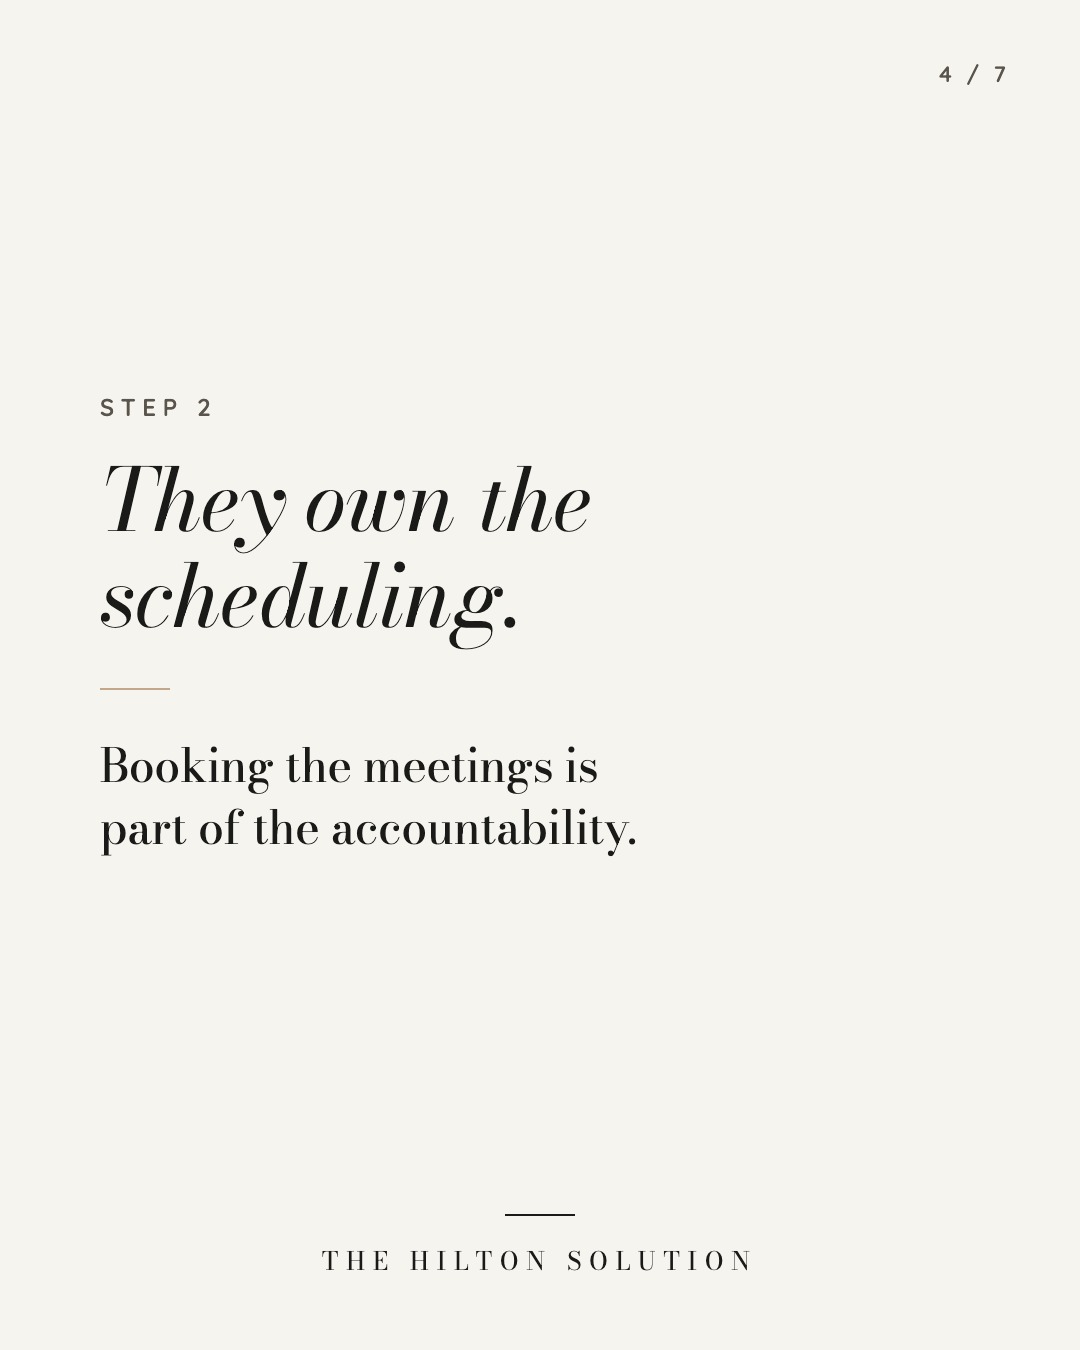 4 / 7
STEP 2
They own the
scheduling.
Booking the meetings is
part of the accountability.
THE HILTON SOLUTION